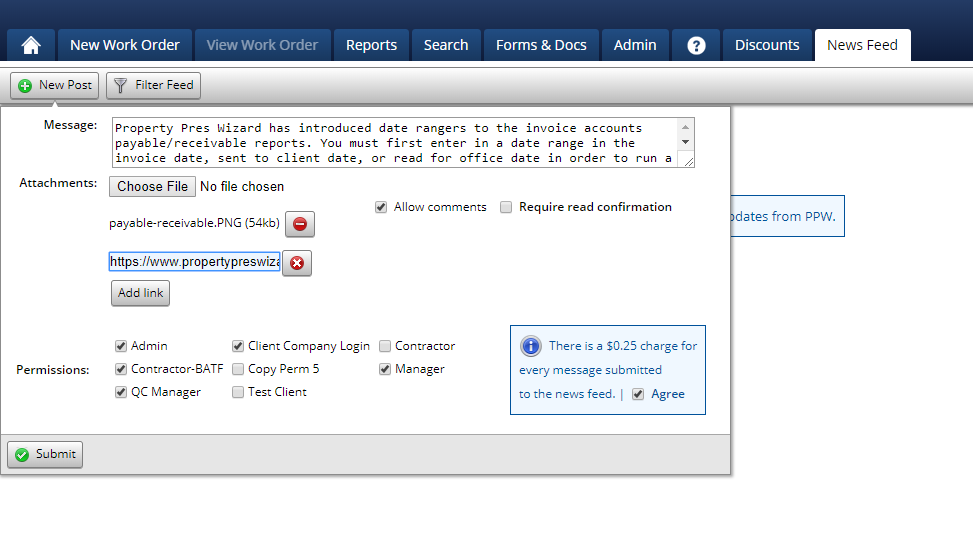 New Work Order View Work Order Reports Search Forms & Docs Admin ? Discounts News Feed
New Post Filter Feed
Message:
Property Pres Wizard has introduced date rangers to the invoice accounts
payable/receivable reports. You must first enter in a date range in the
invoice date, sent to client date, or read for office date in order to run a
Attachments: Choose File No file chosen
Allow comments Require read confirmation
payable-receivable.PNG (54kb)
from PPW.
https://www.propertypreswiza
Add link
Permissions:
Admin Client Company Login Contractor
Contractor-BATF Copy Perm 5 Manager
QC Manager Test Client
There is a $0.25 charge for
every message submitted
to the news feed. | Agree
Submit